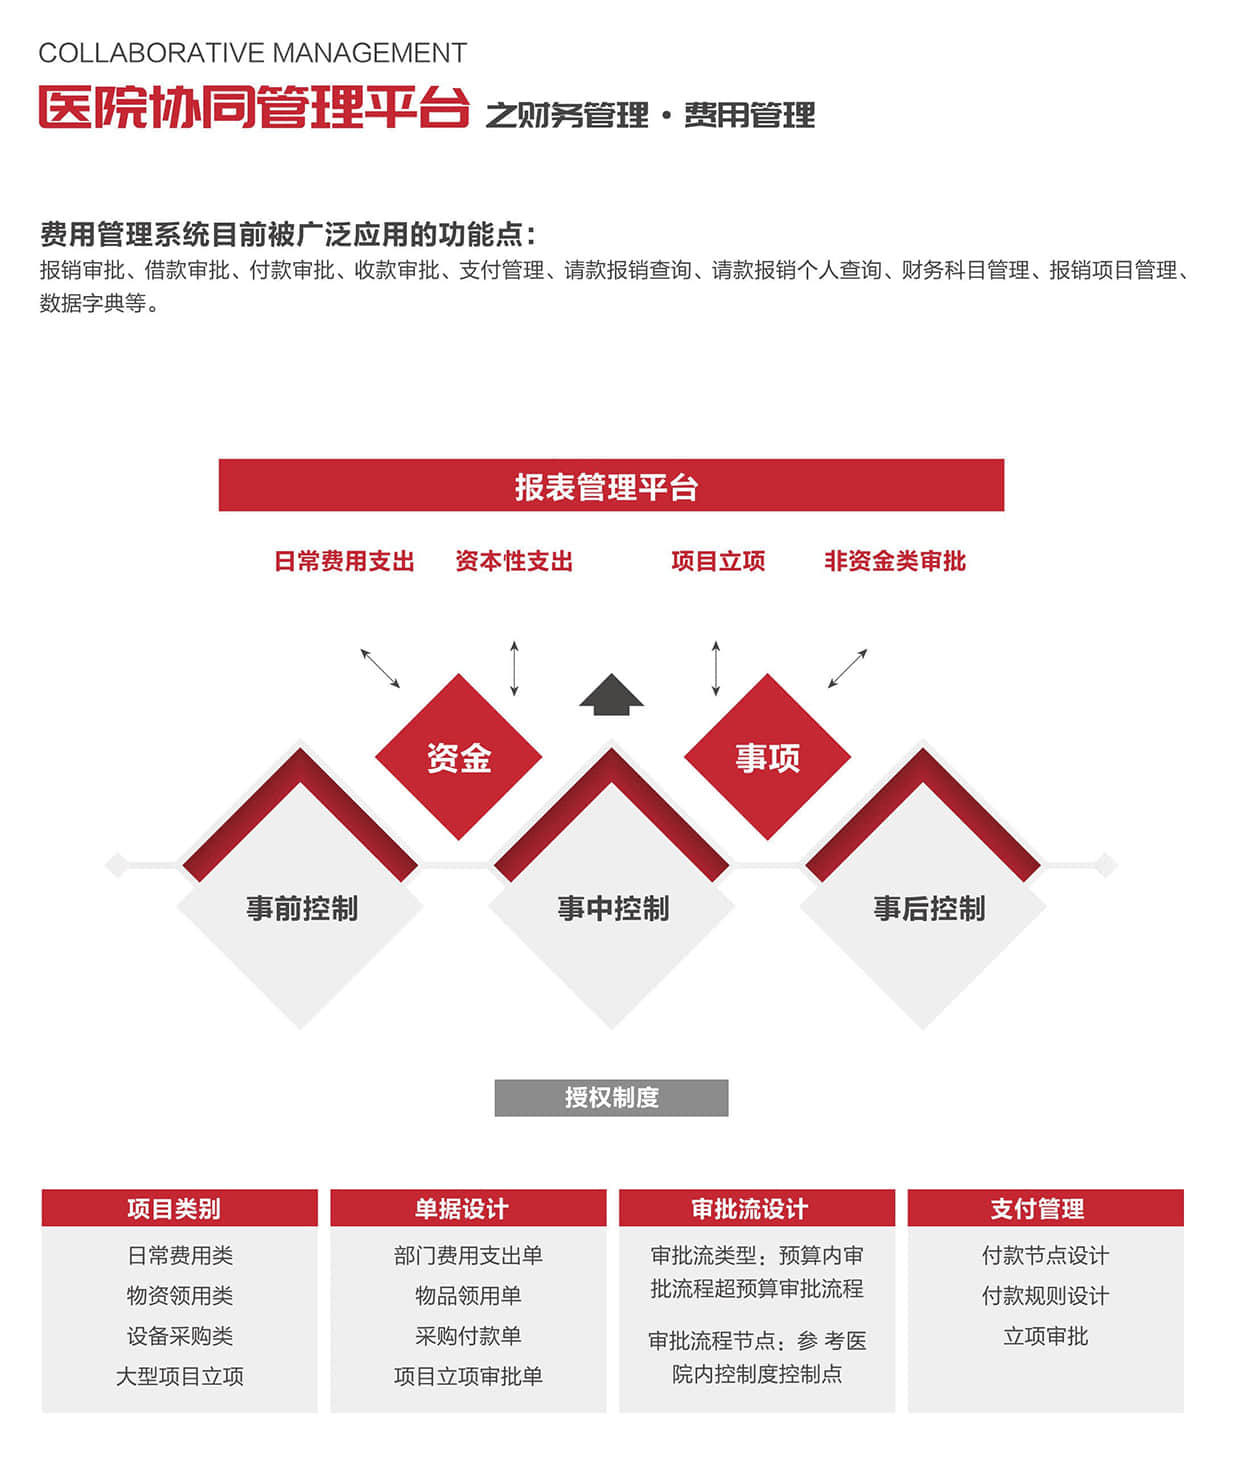 COLLABORATIVE MANAGEMENT
医院协同管理平台 之财务管理·费用管理
费用管理系统目前被广泛应用的功能点：
报销审批、借款审批、付款审批、收款审批、支付管理、请款报销查询、请款报销个人查询、财务科目管理、报销项目管理、
数据字典等。
报表管理平台
日常费用支出 资本性支出 项目立项 非资金类审批
资金 事项
事前控制 事中控制 事后控制
授权制度
项目类别
日常费用类
物资领用类
设备采购类
大型项目立项
单据设计
部门费用支出单
物品领用单
采购付款单
项目立项审批单
审批流设计
审批流类型：预算内审
批流程超预算审批流程
审批流程节点：参 考医
院内控制度控制点
支付管理
付款节点设计
付款规则设计
立项审批